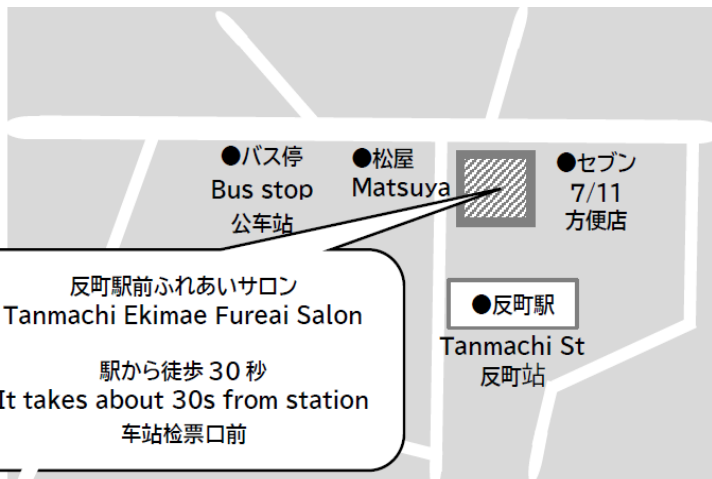 ●バス停
Bus stop
公车站
●松屋
Matsuya
●セブン
7/11
方便店
反町駅前ふれあいサロン
Tanmachi Ekimae Fureai Salon
駅から徒歩30秒
It takes about 30s from station
车站检票口前
●反町駅
Tanmachi St
反町站